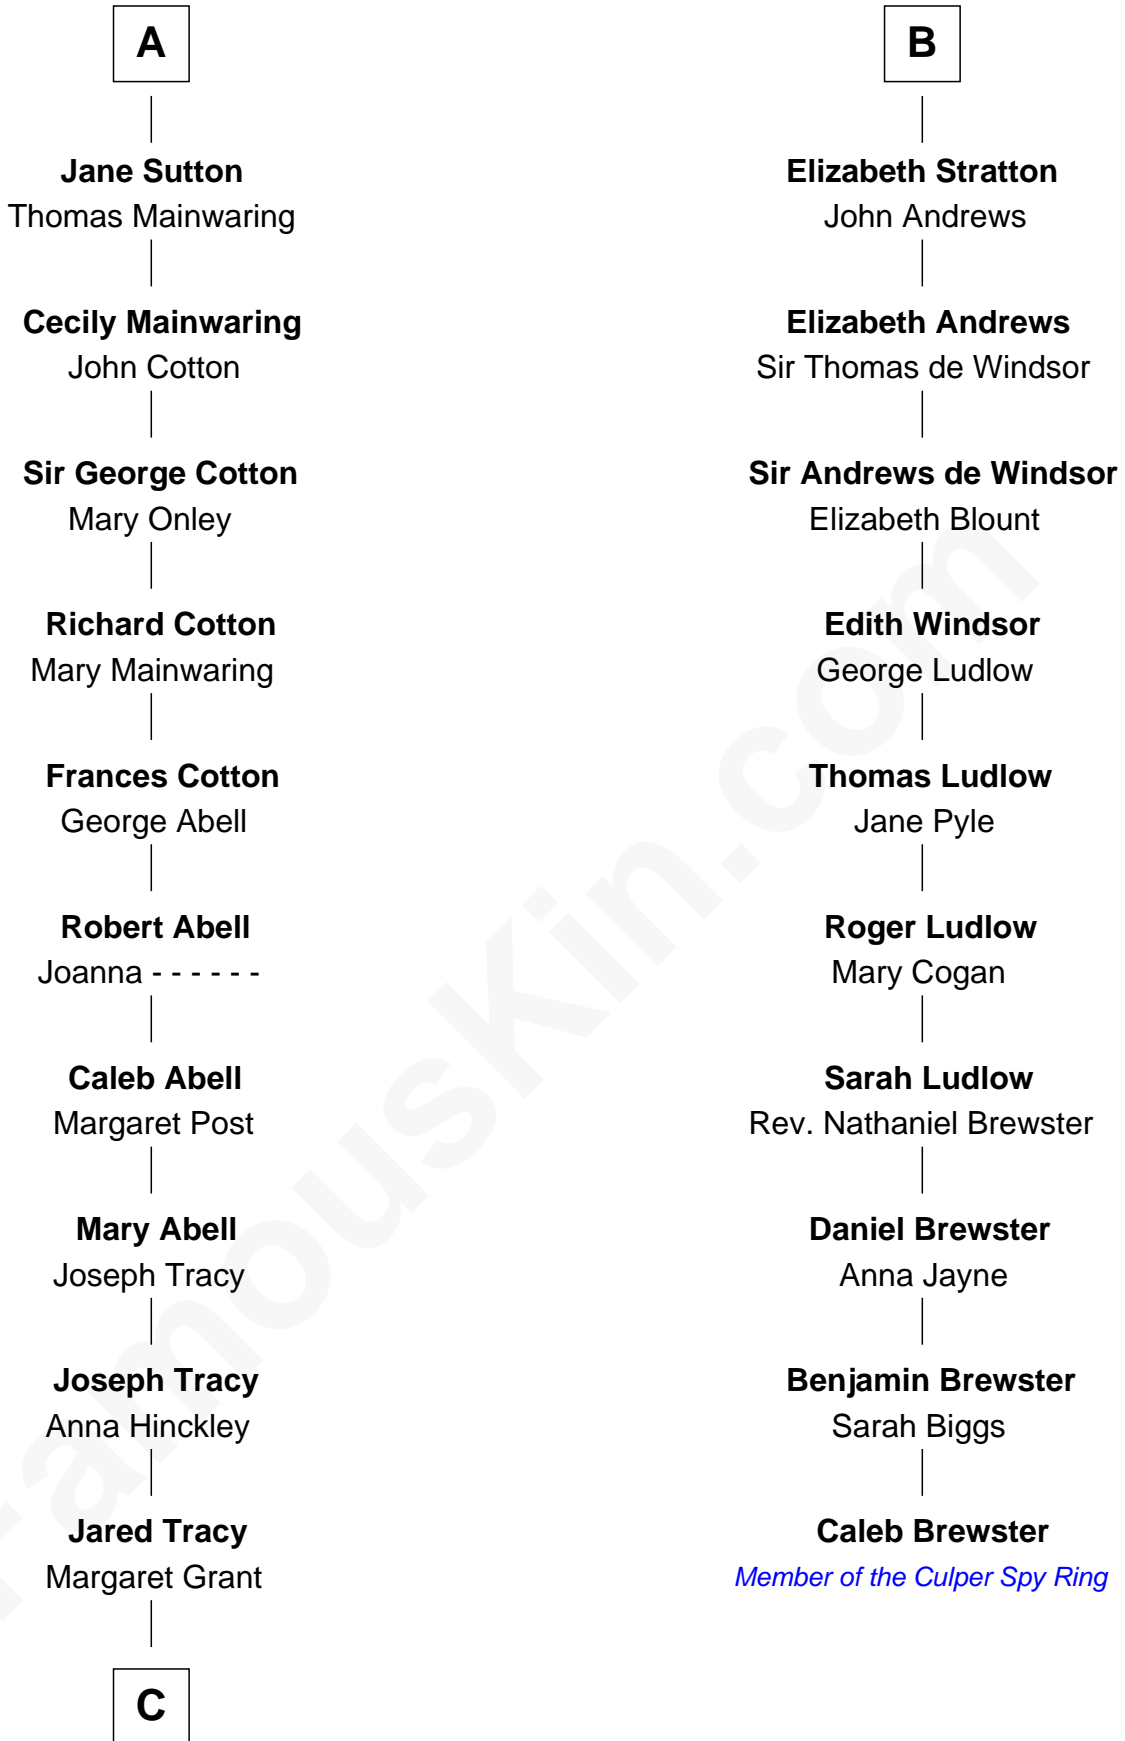 A
Jane Sutton
Thomas Mainwaring
Cecily Mainwaring
John Cotton
Sir George Cotton
Mary Onley
Richard Cotton
Mary Mainwaring
Frances Cotton
George Abell
Robert Abell
Joanna - - - - - -
Caleb Abell
Margaret Post
Mary Abell
Joseph Tracy
Joseph Tracy
Anna Hinckley
Jared Tracy
Margaret Grant
C
B
Elizabeth Stratton
John Andrews
Elizabeth Andrews
Sir Thomas de Windsor
Sir Andrews de Windsor
Elizabeth Blount
Edith Windsor
George Ludlow
Thomas Ludlow
Jane Pyle
Roger Ludlow
Mary Cogan
Sarah Ludlow
Rev. Nathaniel Brewster
Daniel Brewster
Anna Jayne
Benjamin Brewster
Sarah Biggs
Caleb Brewster
Member of the Culper Spy Ring
FamousKin.com